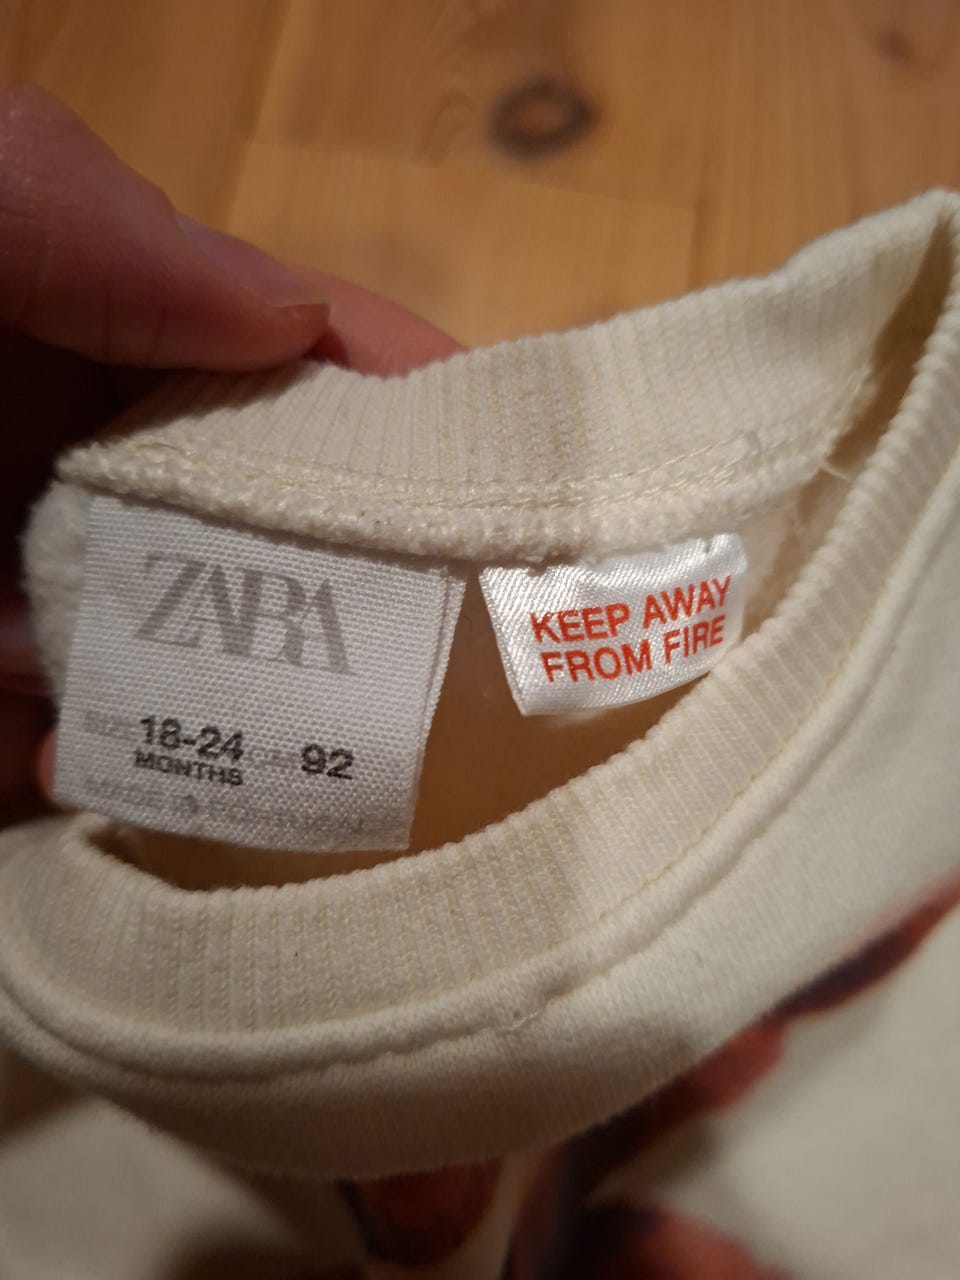 ZARA
18-24 92
MONTHS
KEEP AWAY
FROM FIRE